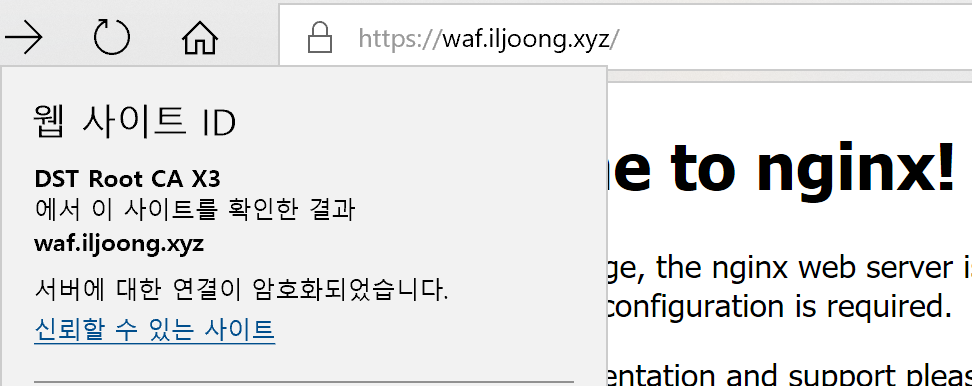 https://waf.iljoong.xyz/
웹 사이트 ID
DST Root CA X3
에서 이 사이트를 확인한 결과
waf.iljoong.xyz
서버에 대한 연결이 암호화되었습니다.
신뢰할 수 있는 사이트
e to nginx!
ge, the nginx web server
configuration is required.
entation and support